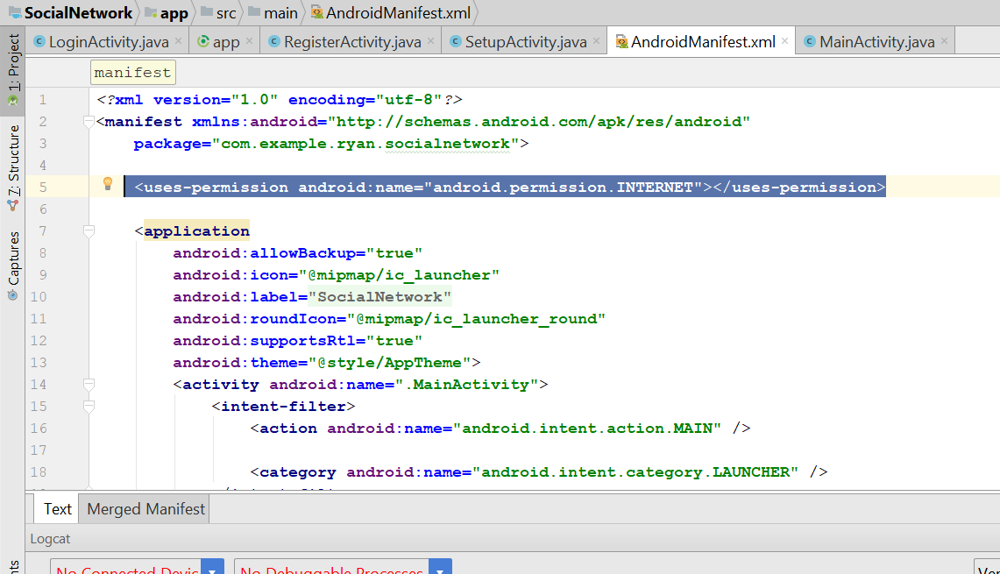 SocialNetwork app src main AndroidManifest.xml
LoginActivity.java app RegisterActivity.java SetupActivity.java AndroidManifest.xml MainActivity.java
1: Project
7: Structure
Captures
manifest
1 <?xml version="1.0" encoding="utf-8"?>
2 <manifest xmlns:android="http://schemas.android.com/apk/res/android"
3 package="com.example.ryan.socialnetwork">
4
5 <uses-permission android:name="android.permission.INTERNET"></uses-permission>
6
7 <application
8 android:allowBackup="true"
9 android:icon="@mipmap/ic_launcher"
10 android:label="SocialNetwork"
11 android:roundIcon="@mipmap/ic_launcher_round"
12 android:supportsRtl="true"
13 android:theme="@style/AppTheme">
14 <activity android:name=".MainActivity">
15 <intent-filter>
16 <action android:name="android.intent.action.MAIN" />
17
18 <category android:name="android.intent.category.LAUNCHER" />
Text Merged Manifest
Logcat
No Connected Devic No Debuggable Processes Ver